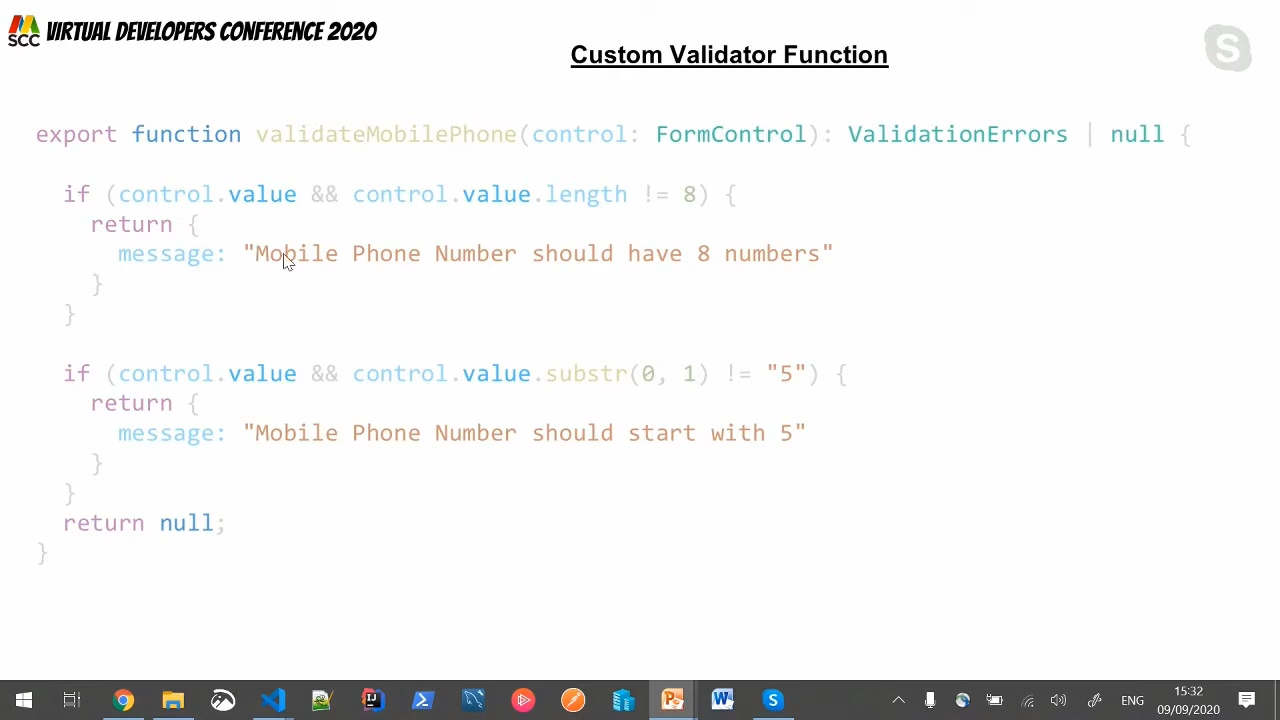 SCC VIRTUAL DEVELOPERS CONFERENCE 2020
Custom Validator Function
export function validateMobilePhone(control: FormControl): ValidationErrors | null {
if (control.value && control.value.length != 8) {
return {
message: "Mobile Phone Number should have 8 numbers"
}
}
if (control.value && control.value.substr(0, 1) != "5") {
return {
message: "Mobile Phone Number should start with 5"
}
}
return null;
}
ENG
15:32
09/09/2020